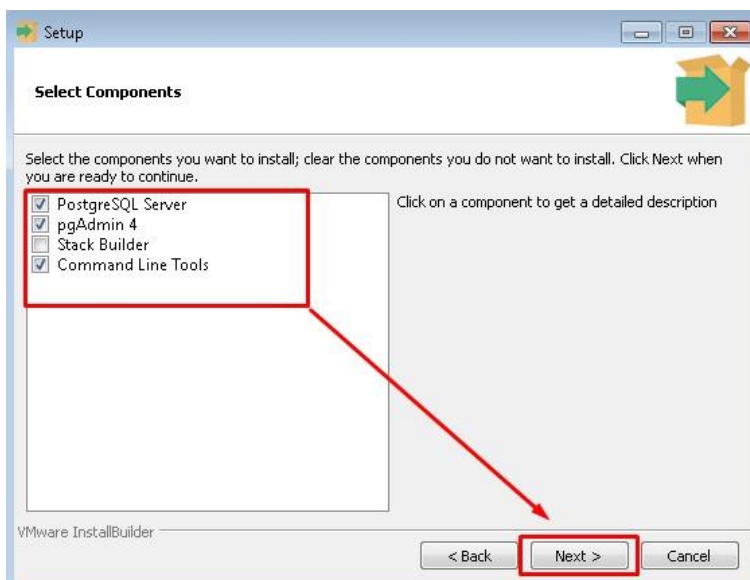 Setup
Select Components
Select the components you want to install; clear the components you do not want to install. Click Next when
you are ready to continue.
PostgreSQL Server
pgAdmin 4
Stack Builder
Command Line Tools
Click on a component to get a detailed description
VMware InstallBuilder
< Back
Next >
Cancel